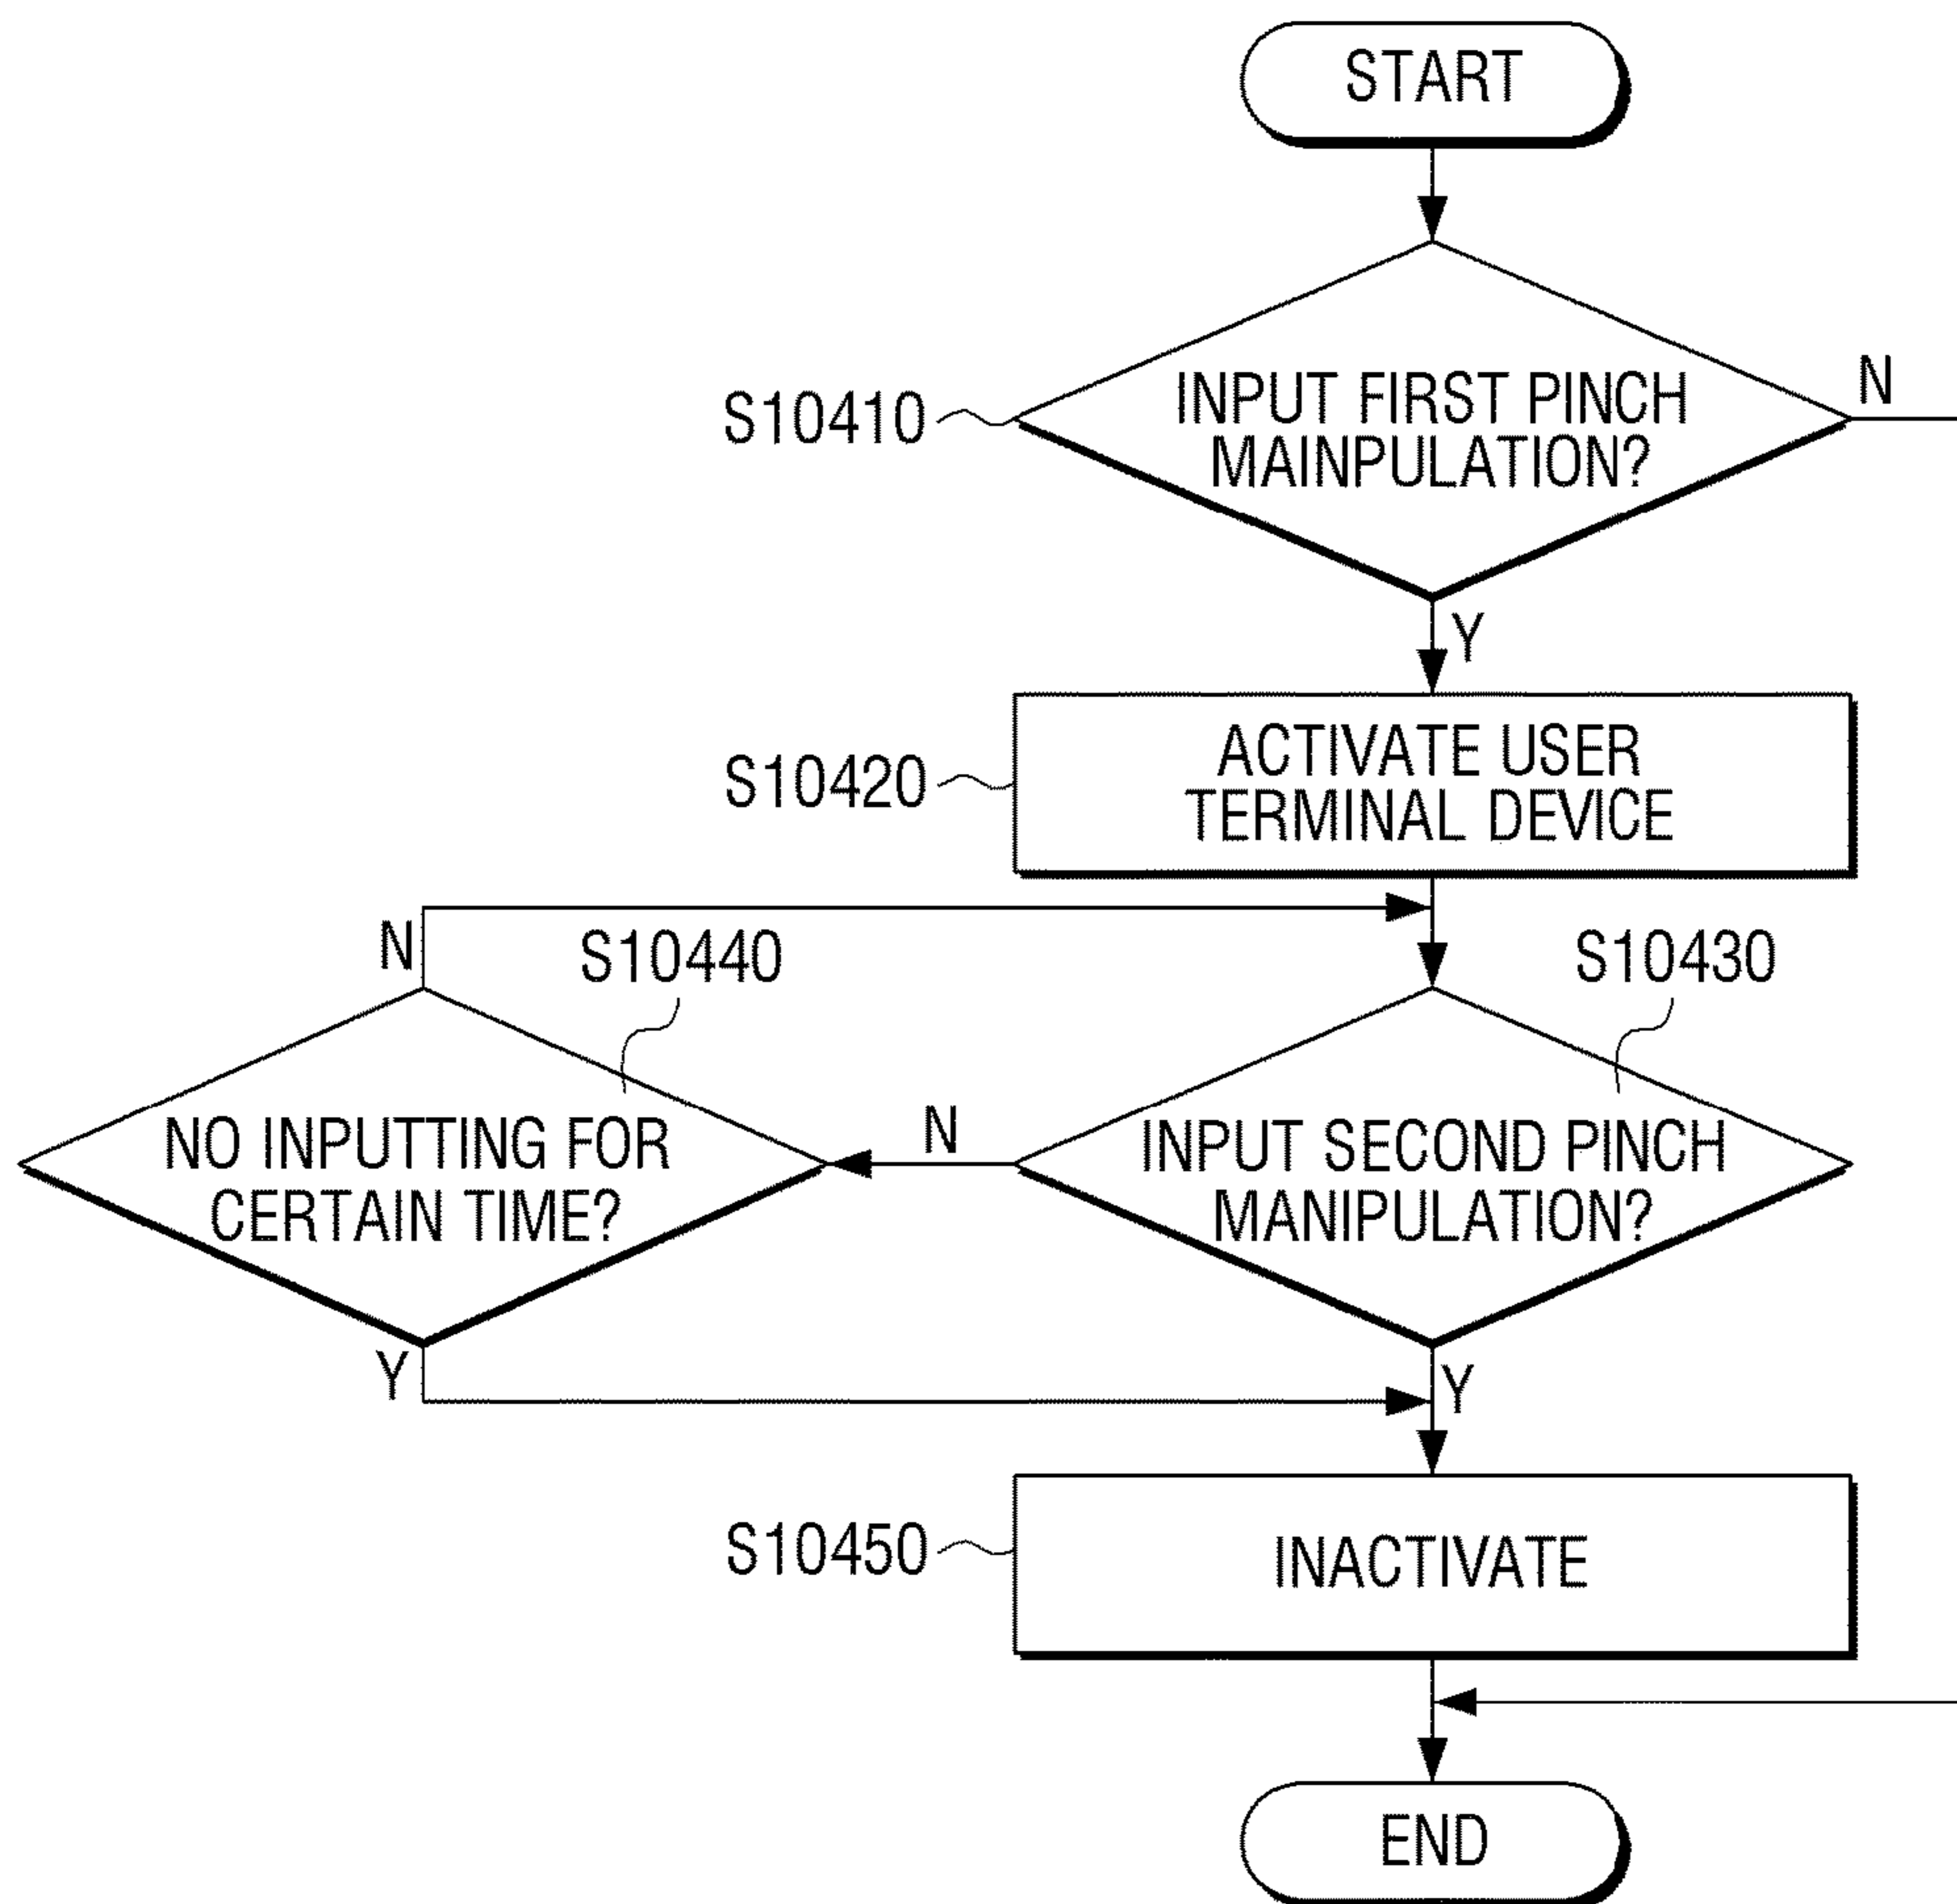 START
S10410
INPUT FIRST PINCH
MAINPULATION?
N
Y
S10420
ACTIVATE USER
TERMINAL DEVICE
N
S10440
S10430
NO INPUTTING FOR
CERTAIN TIME?
N
INPUT SECOND PINCH
MANIPULATION?
Y
Y
S10450
INACTIVATE
END